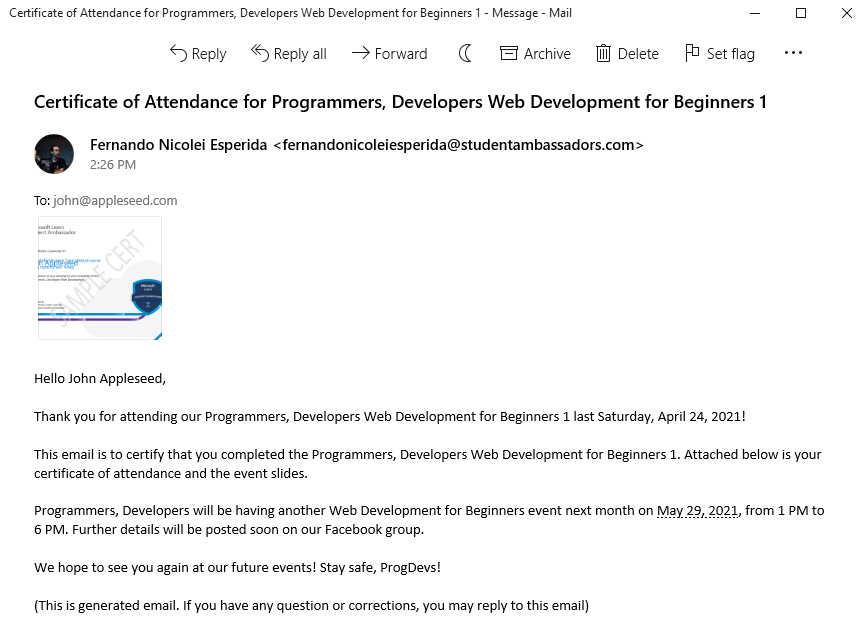 Certificate of Attendance for Programmers, Developers Web Development for Beginners 1 - Message - Mail
Reply Reply all Forward Archive Delete Set flag
Certificate of Attendance for Programmers, Developers Web Development for Beginners 1
Fernando Nicolei Esperida <fernandonicoleiesperida@studentambassadors.com>
2:26 PM
To: john@appleseed.com
SAMPLE CERT
Hello John Appleseed,
Thank you for attending our Programmers, Developers Web Development for Beginners 1 last Saturday, April 24, 2021!
This email is to certify that you completed the Programmers, Developers Web Development for Beginners 1. Attached below is your
certificate of attendance and the event slides.
Programmers, Developers will be having another Web Development for Beginners event next month on May 29, 2021, from 1 PM to
6 PM. Further details will be posted soon on our Facebook group.
We hope to see you again at our future events! Stay safe, ProgDevs!
(This is generated email. If you have any question or corrections, you may reply to this email)